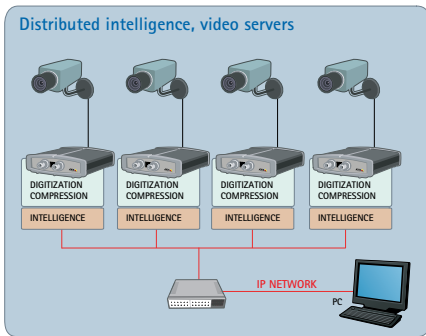 Distributed intelligence, video servers
DIGITIZATION
COMPRESSION
INTELLIGENCE
DIGITIZATION
COMPRESSION
INTELLIGENCE
DIGITIZATION
COMPRESSION
INTELLIGENCE
DIGITIZATION
COMPRESSION
INTELLIGENCE
IP NETWORK
PC